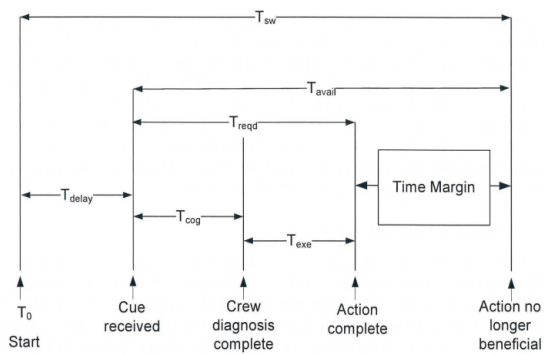 Tsw
Tavail
Treqd
Time Margin
Tdelay
Tcog
Texe
T0
Start
Cue
received
Crew
diagnosis
complete
Action
complete
Action no
longer
beneficial